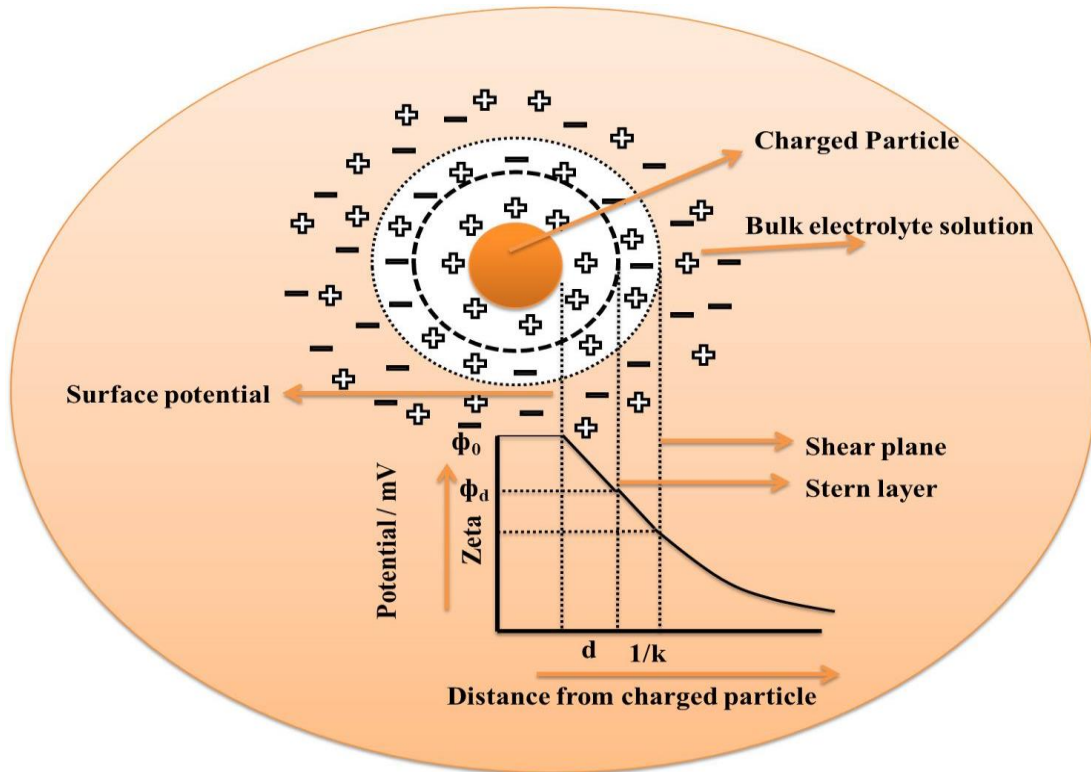 Charged Particle
Bulk electrolyte solution
Surface potential
Shear plane
Stern layer
ϕ0
ϕd
Zeta
Potential / mV
d
1/k
Distance from charged particle